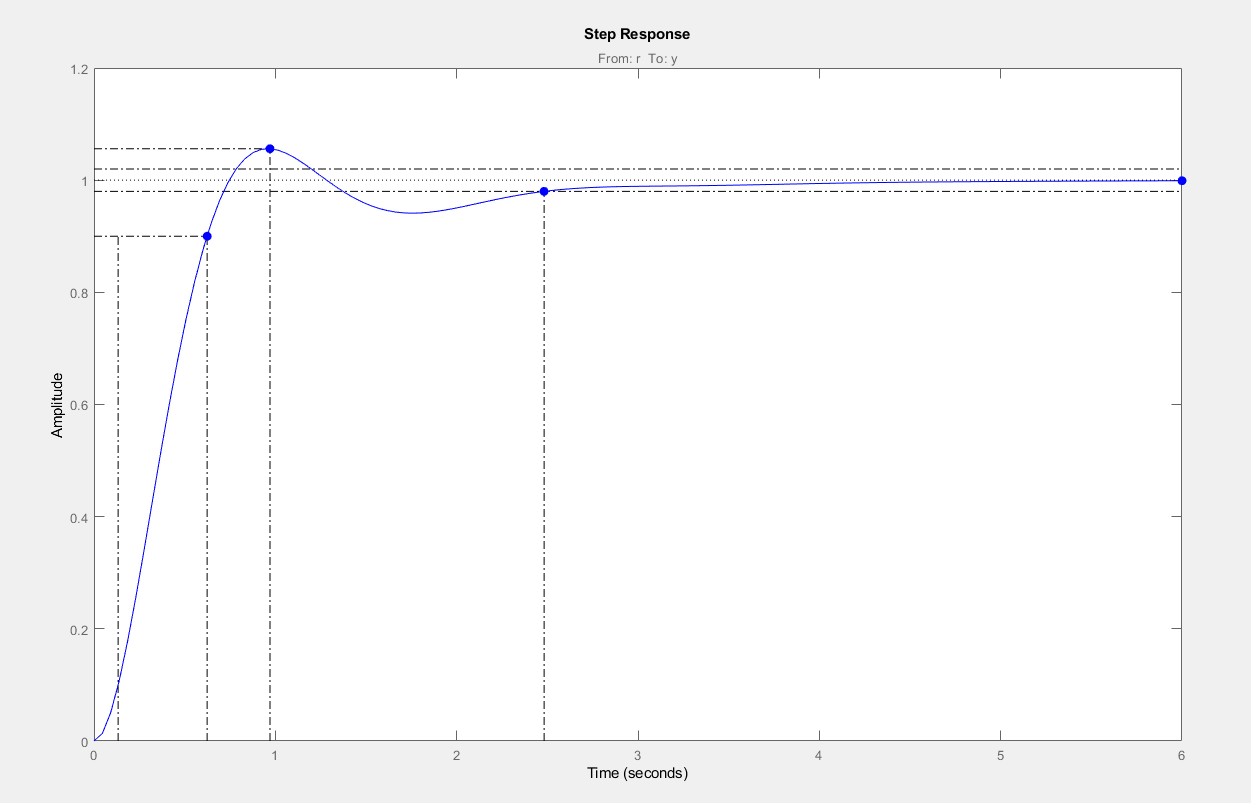 Step Response
From: r  To: y
1.2
1
0.8
0.6
0.4
0.2
0
Amplitude
0 1 2 3 4 5 6
Time (seconds)